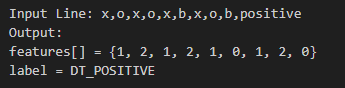 Input Line: x,o,x,o,x,b,x,o,b,positive
Output:
features[] = {1, 2, 1, 2, 1, 0, 1, 2, 0}
label = DT_POSITIVE